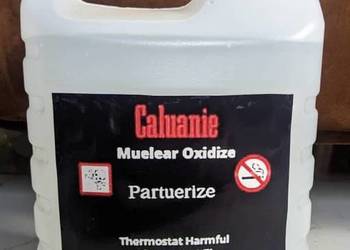 Caluanie
Muelear Oxidize
Partuerize
Thermostat Harmful